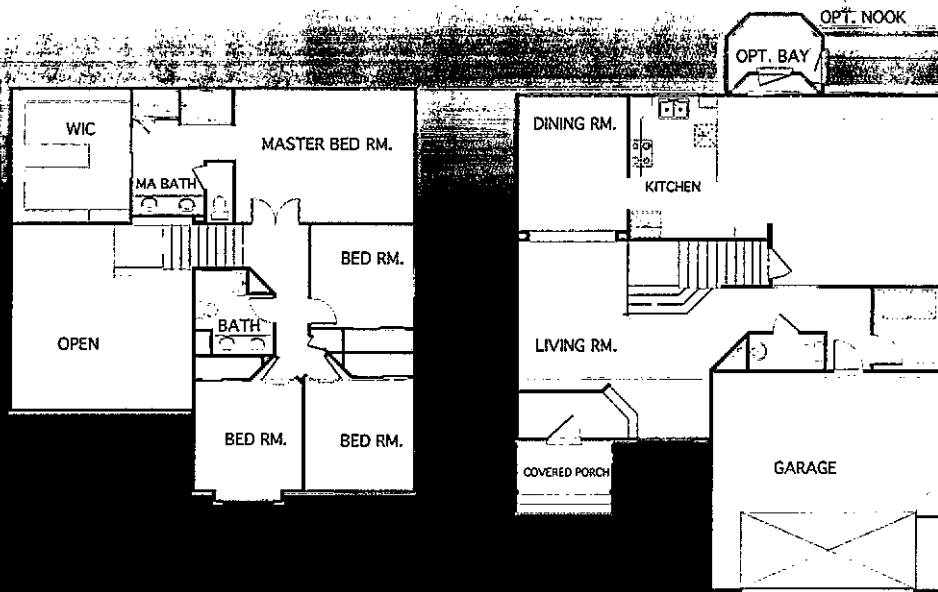 OPT. NOOK
OPT. BAY
WIC
MASTER BED RM.
MA BATH
BED RM.
BATH
OPEN
BED RM.
BED RM.
DINING RM.
KITCHEN
LIVING RM.
COVERED PORCH
GARAGE